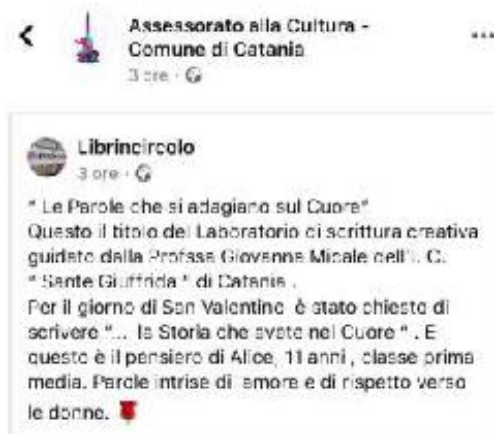 Assessorato alla Cultura -
Comune di Catania
3 ore ·
Librincircolo
3 ore ·
" Le Parole che si adagiano sul Cuore"
Questo il titolo del Laboratorio di scrittura creativa
guidato dalla Prof.ssa Giovanna Micale dell'I. C.
" Sante Giuffrida " di Catania .
Per il giorno di San Valentino è stato chiesto di
scrivere "... la Storia che avete nel Cuore " . E
questo è il pensiero di Alice, 11 anni , classe prima
media. Parole intrise di amore e di rispetto verso
le donne.